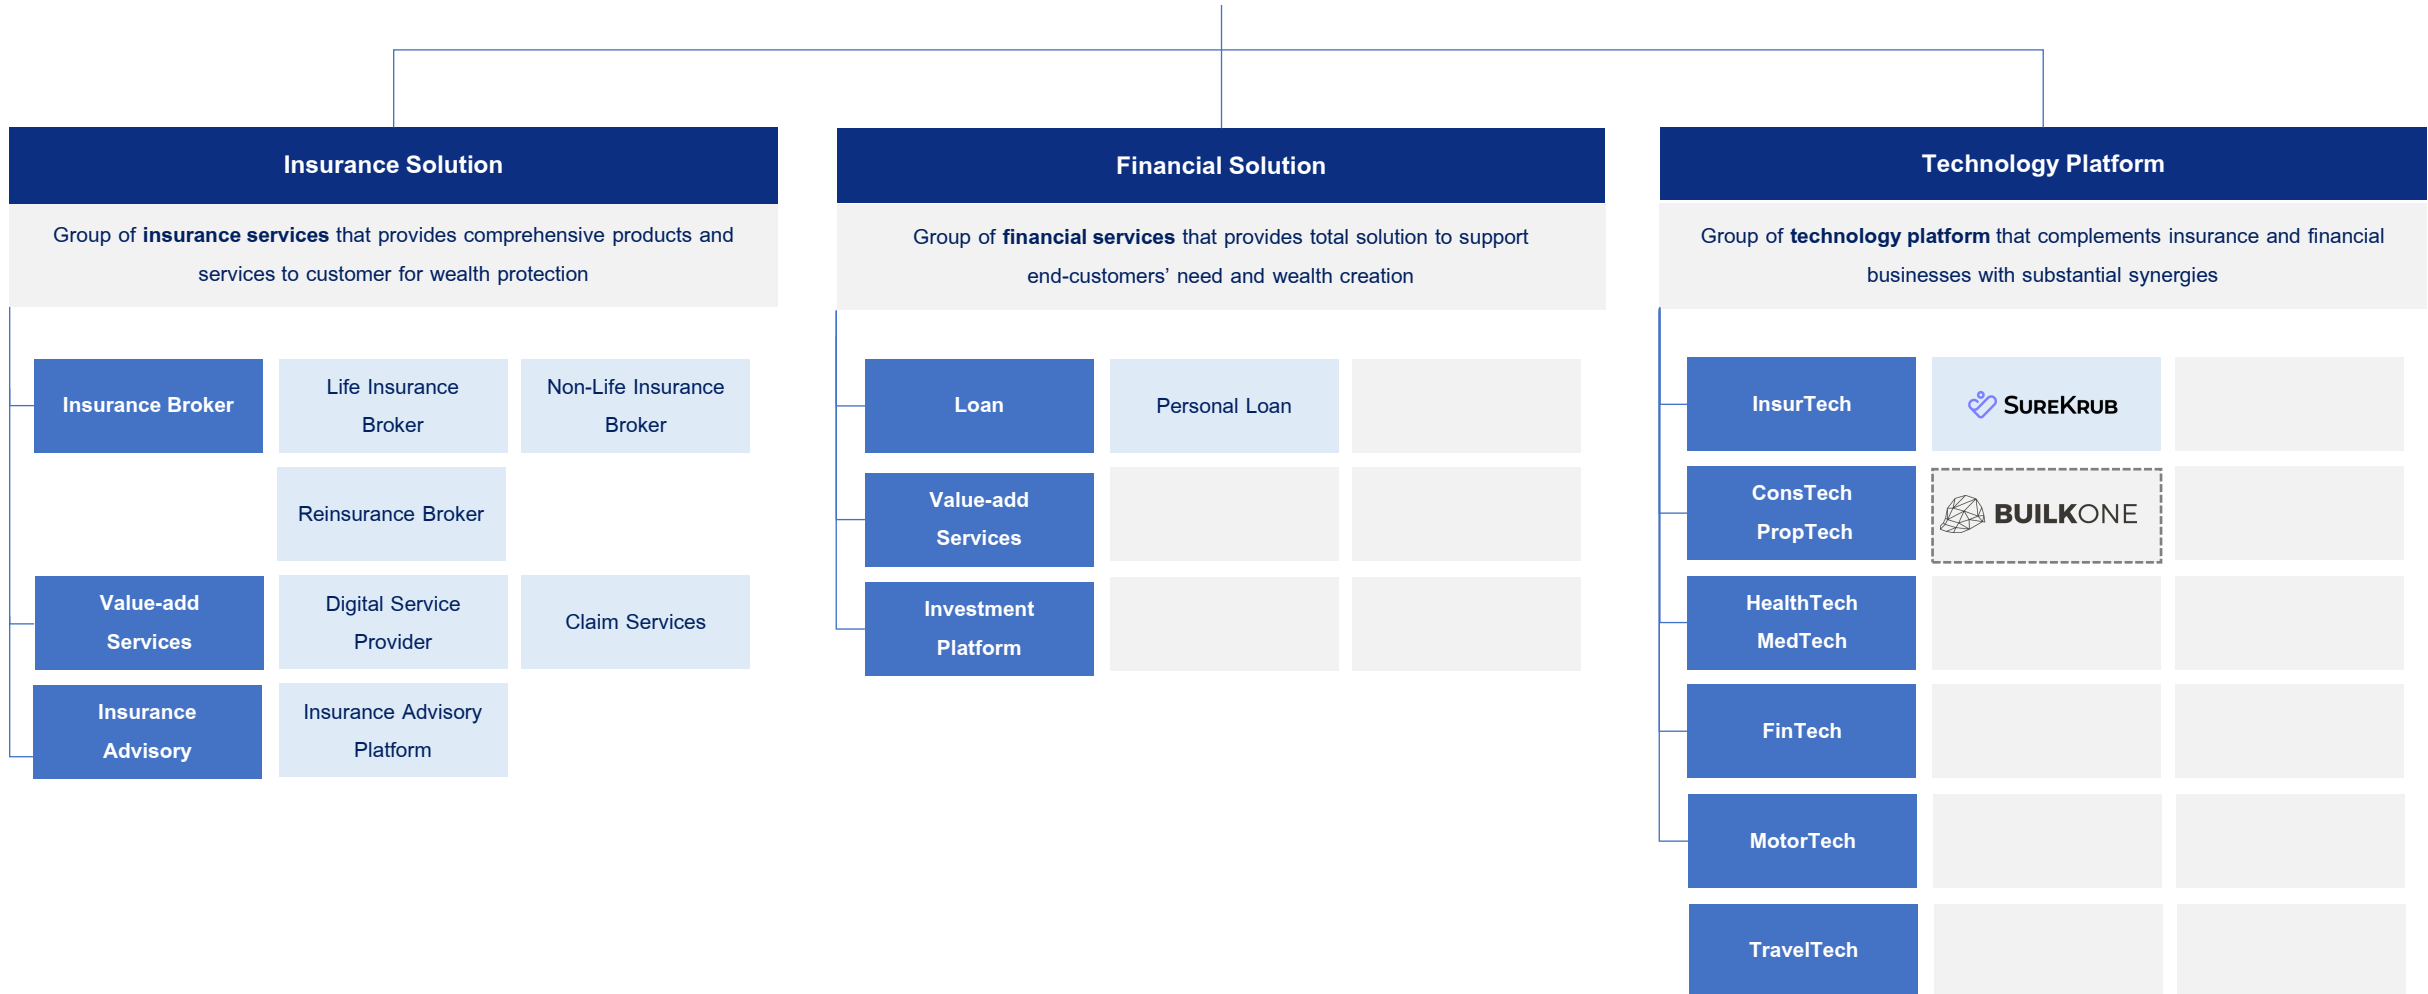 Insurance Solution
Group of insurance services that provides comprehensive products and
services to customer for wealth protection
Insurance Broker
Life Insurance
Broker
Non-Life Insurance
Broker
Reinsurance Broker
Value-add
Services
Digital Service
Provider
Claim Services
Insurance
Advisory
Insurance Advisory
Platform
Financial Solution
Group of financial services that provides total solution to support
end-customers’ need and wealth creation
Loan
Personal Loan
Value-add
Services
Investment
Platform
Technology Platform
Group of technology platform that complements insurance and financial
businesses with substantial synergies
InsurTech
SUREKRUB
ConsTech
PropTech
BUILKONE
HealthTech
MedTech
FinTech
MotorTech
TravelTech